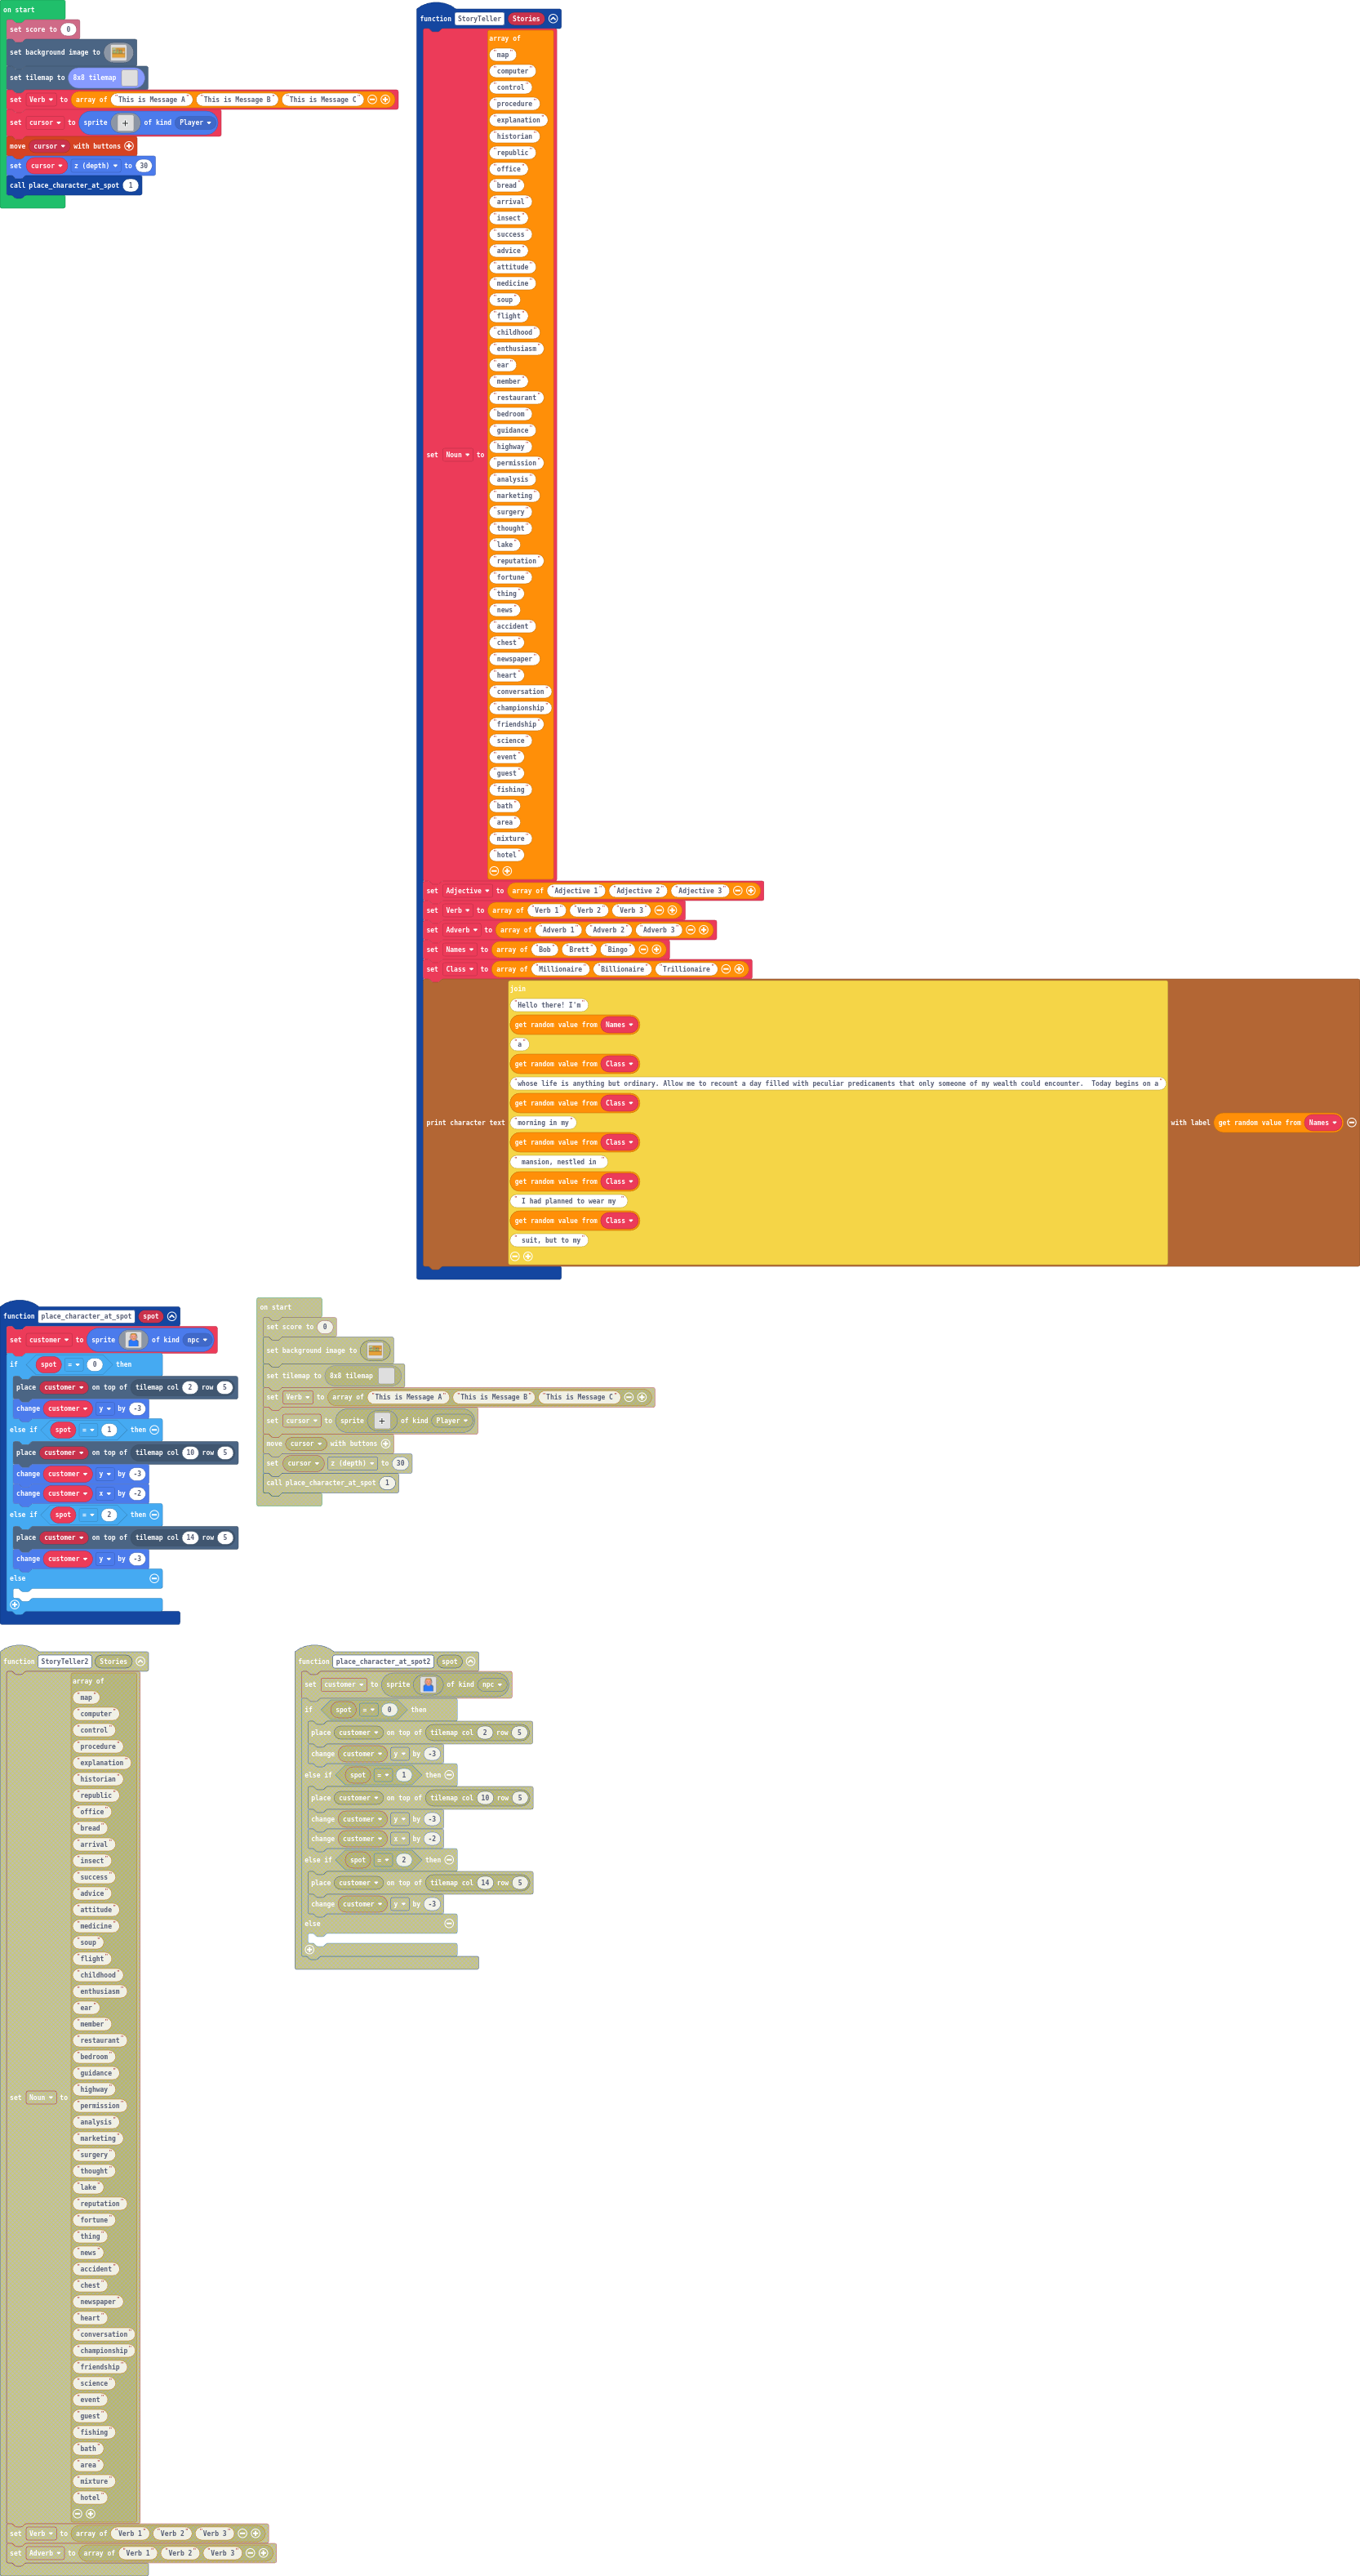 on start
set score to 0
set background image to
set tilemap to 8x8 tilemap
set Verb to array of "This is Message A" "This is Message B" "This is Message C"
set cursor to sprite of kind Player
move cursor with buttons
set cursor z (depth) to 30
call place_character_at_spot 1
function StoryTeller Stories
set Noun to
array of
"map"
"computer"
"control"
"procedure"
"explanation"
"historian"
"republic"
"office"
"bread"
"arrival"
"insect"
"success"
"advice"
"attitude"
"medicine"
"soup"
"flight"
"childhood"
"enthusiasm"
"ear"
"member"
"restaurant"
"bedroom"
"guidance"
"highway"
"permission"
"analysis"
"marketing"
"surgery"
"thought"
"lake"
"reputation"
"fortune"
"thing"
"news"
"accident"
"chest"
"newspaper"
"heart"
"conversation"
"championship"
"friendship"
"science"
"event"
"guest"
"fishing"
"bath"
"area"
"mixture"
"hotel"
set Adjective to array of "Adjective 1" "Adjective 2" "Adjective 3"
set Verb to array of "Verb 1" "Verb 2" "Verb 3"
set Adverb to array of "Adverb 1" "Adverb 2" "Adverb 3"
set Names to array of "Bob" "Brett" "Bingo"
set Class to array of "Millionaire" "Billionaire" "Trillionaire"
print character text
join
"Hello there! I'm"
get random value from Names
"a"
get random value from Class
"whose life is anything but ordinary. Allow me to recount a day filled with peculiar predicaments that only someone of my wealth could encounter.  Today begins on a"
get random value from Class
"morning in my"
get random value from Class
" mansion, nestled in "
get random value from Class
" I had planned to wear my "
get random value from Class
" suit, but to my"
with label get random value from Names
function place_character_at_spot spot
set customer to sprite of kind npc
if spot = 0 then
place customer on top of tilemap col 2 row 5
change customer y by -3
else if spot = 1 then
place customer on top of tilemap col 10 row 5
change customer y by -3
change customer x by -2
else if spot = 2 then
place customer on top of tilemap col 14 row 5
change customer y by -3
else
on start
set score to 0
set background image to
set tilemap to 8x8 tilemap
set Verb to array of "This is Message A" "This is Message B" "This is Message C"
set cursor to sprite of kind Player
move cursor with buttons
set cursor z (depth) to 30
call place_character_at_spot 1
function StoryTeller2 Stories
set Noun to
array of
"map"
"computer"
"control"
"procedure"
"explanation"
"historian"
"republic"
"office"
"bread"
"arrival"
"insect"
"success"
"advice"
"attitude"
"medicine"
"soup"
"flight"
"childhood"
"enthusiasm"
"ear"
"member"
"restaurant"
"bedroom"
"guidance"
"highway"
"permission"
"analysis"
"marketing"
"surgery"
"thought"
"lake"
"reputation"
"fortune"
"thing"
"news"
"accident"
"chest"
"newspaper"
"heart"
"conversation"
"championship"
"friendship"
"science"
"event"
"guest"
"fishing"
"bath"
"area"
"mixture"
"hotel"
set Verb to array of "Verb 1" "Verb 2" "Verb 3"
set Adverb to array of "Verb 1" "Verb 2" "Verb 3"
function place_character_at_spot2 spot
set customer to sprite of kind npc
if spot = 0 then
place customer on top of tilemap col 2 row 5
change customer y by -3
else if spot = 1 then
place customer on top of tilemap col 10 row 5
change customer y by -3
change customer x by -2
else if spot = 2 then
place customer on top of tilemap col 14 row 5
change customer y by -3
else